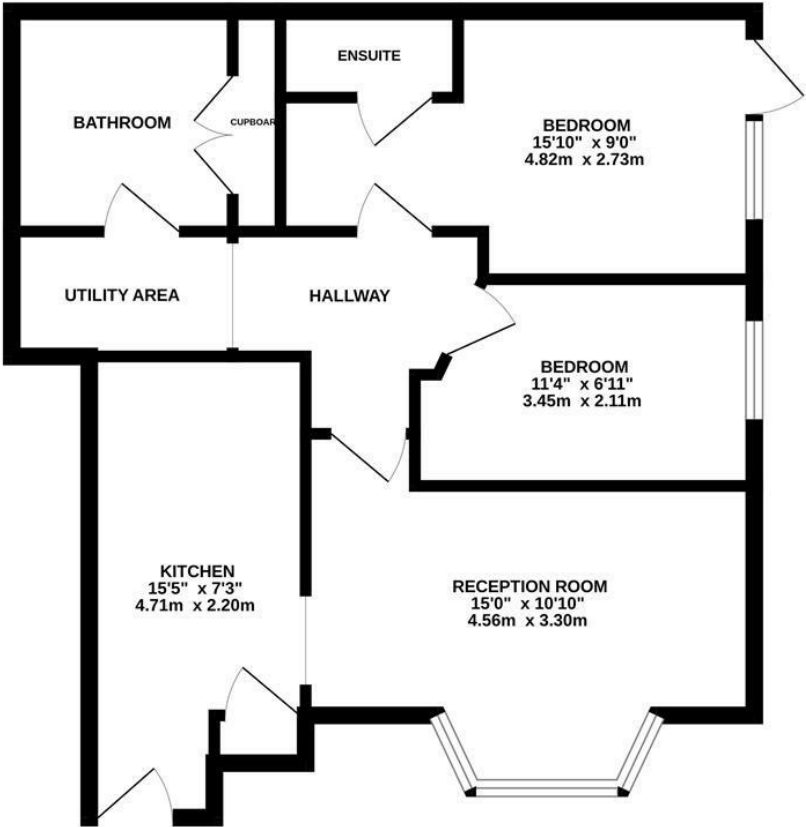 ENSUITE
BATHROOM
CUPBOAR
BEDROOM
15'10" x 9'0"
4.82m x 2.73m
UTILITY AREA
HALLWAY
BEDROOM
11'4" x 6'11"
3.45m x 2.11m
KITCHEN
15'5" x 7'3"
4.71m x 2.20m
RECEPTION ROOM
15'0" x 10'10"
4.56m x 3.30m